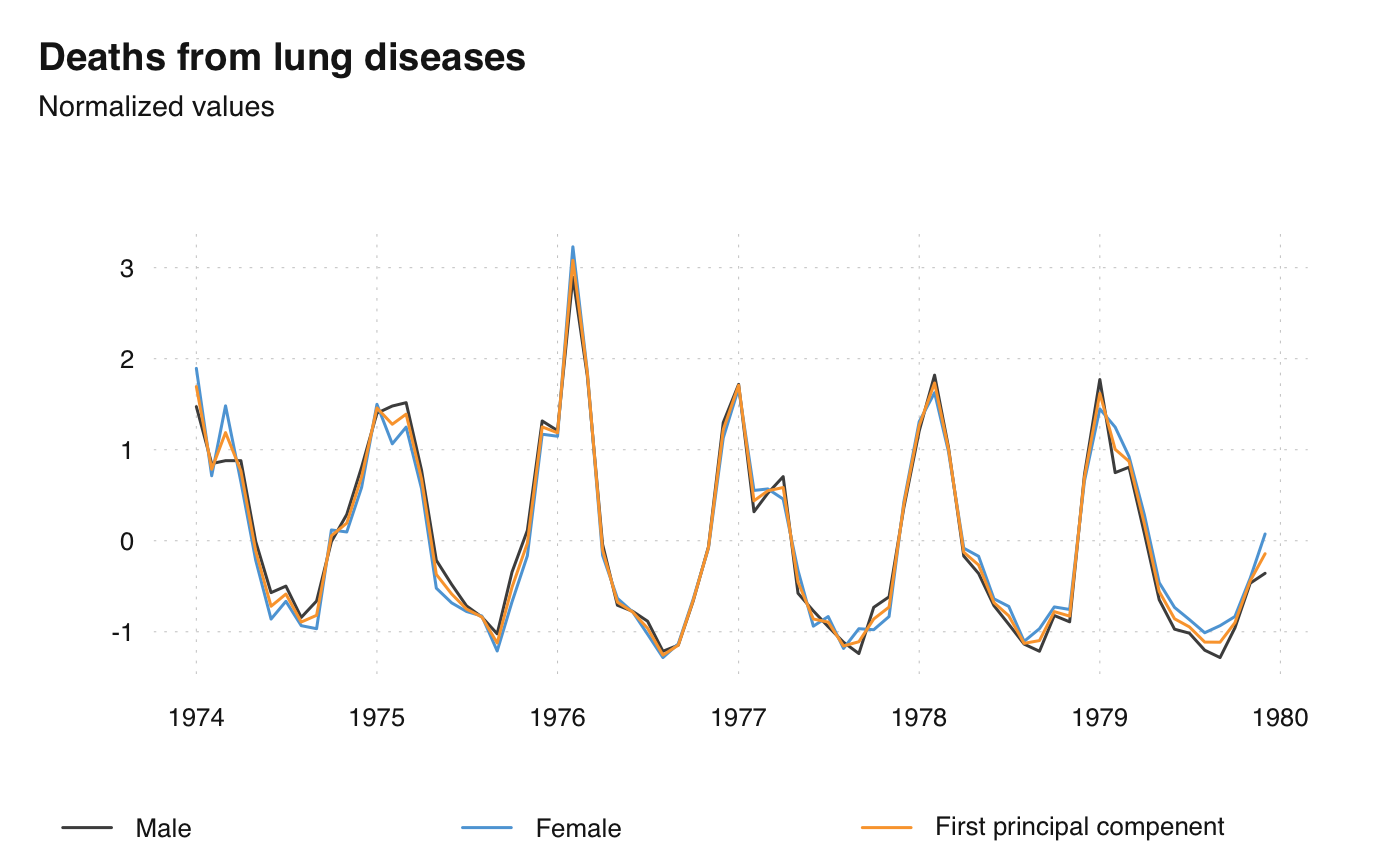 Deaths from lung diseases
Normalized values
3
2
1
0
-1
1974 1975 1976 1977 1978 1979 1980
Male Female First principal compenent